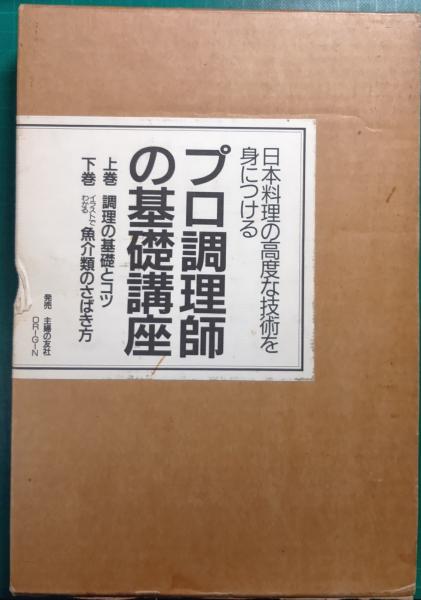 日本料理の高度な技術を
身につける
プロ調理師
の基礎講座
上巻 調理の基礎とコツ
下巻 イラストでわかる 魚介類のさばき方
発売 主婦の友社
ORIGIN